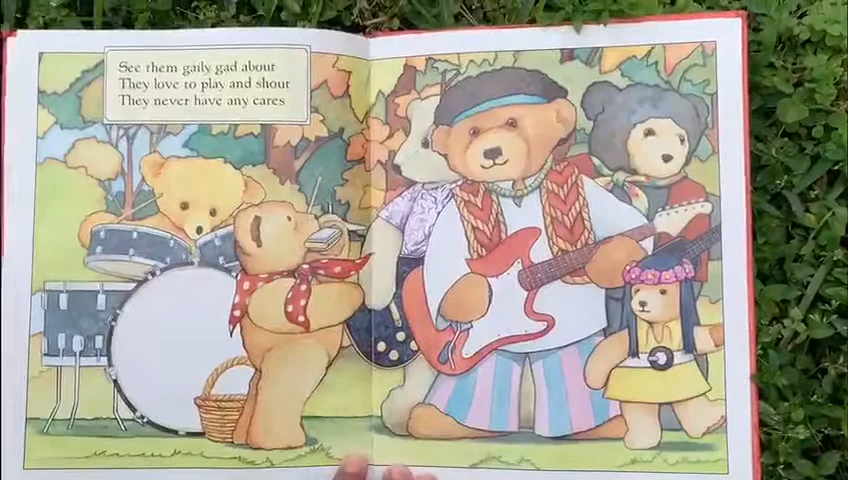 See them gaily gad about
They love to play and shout
They never have any cares